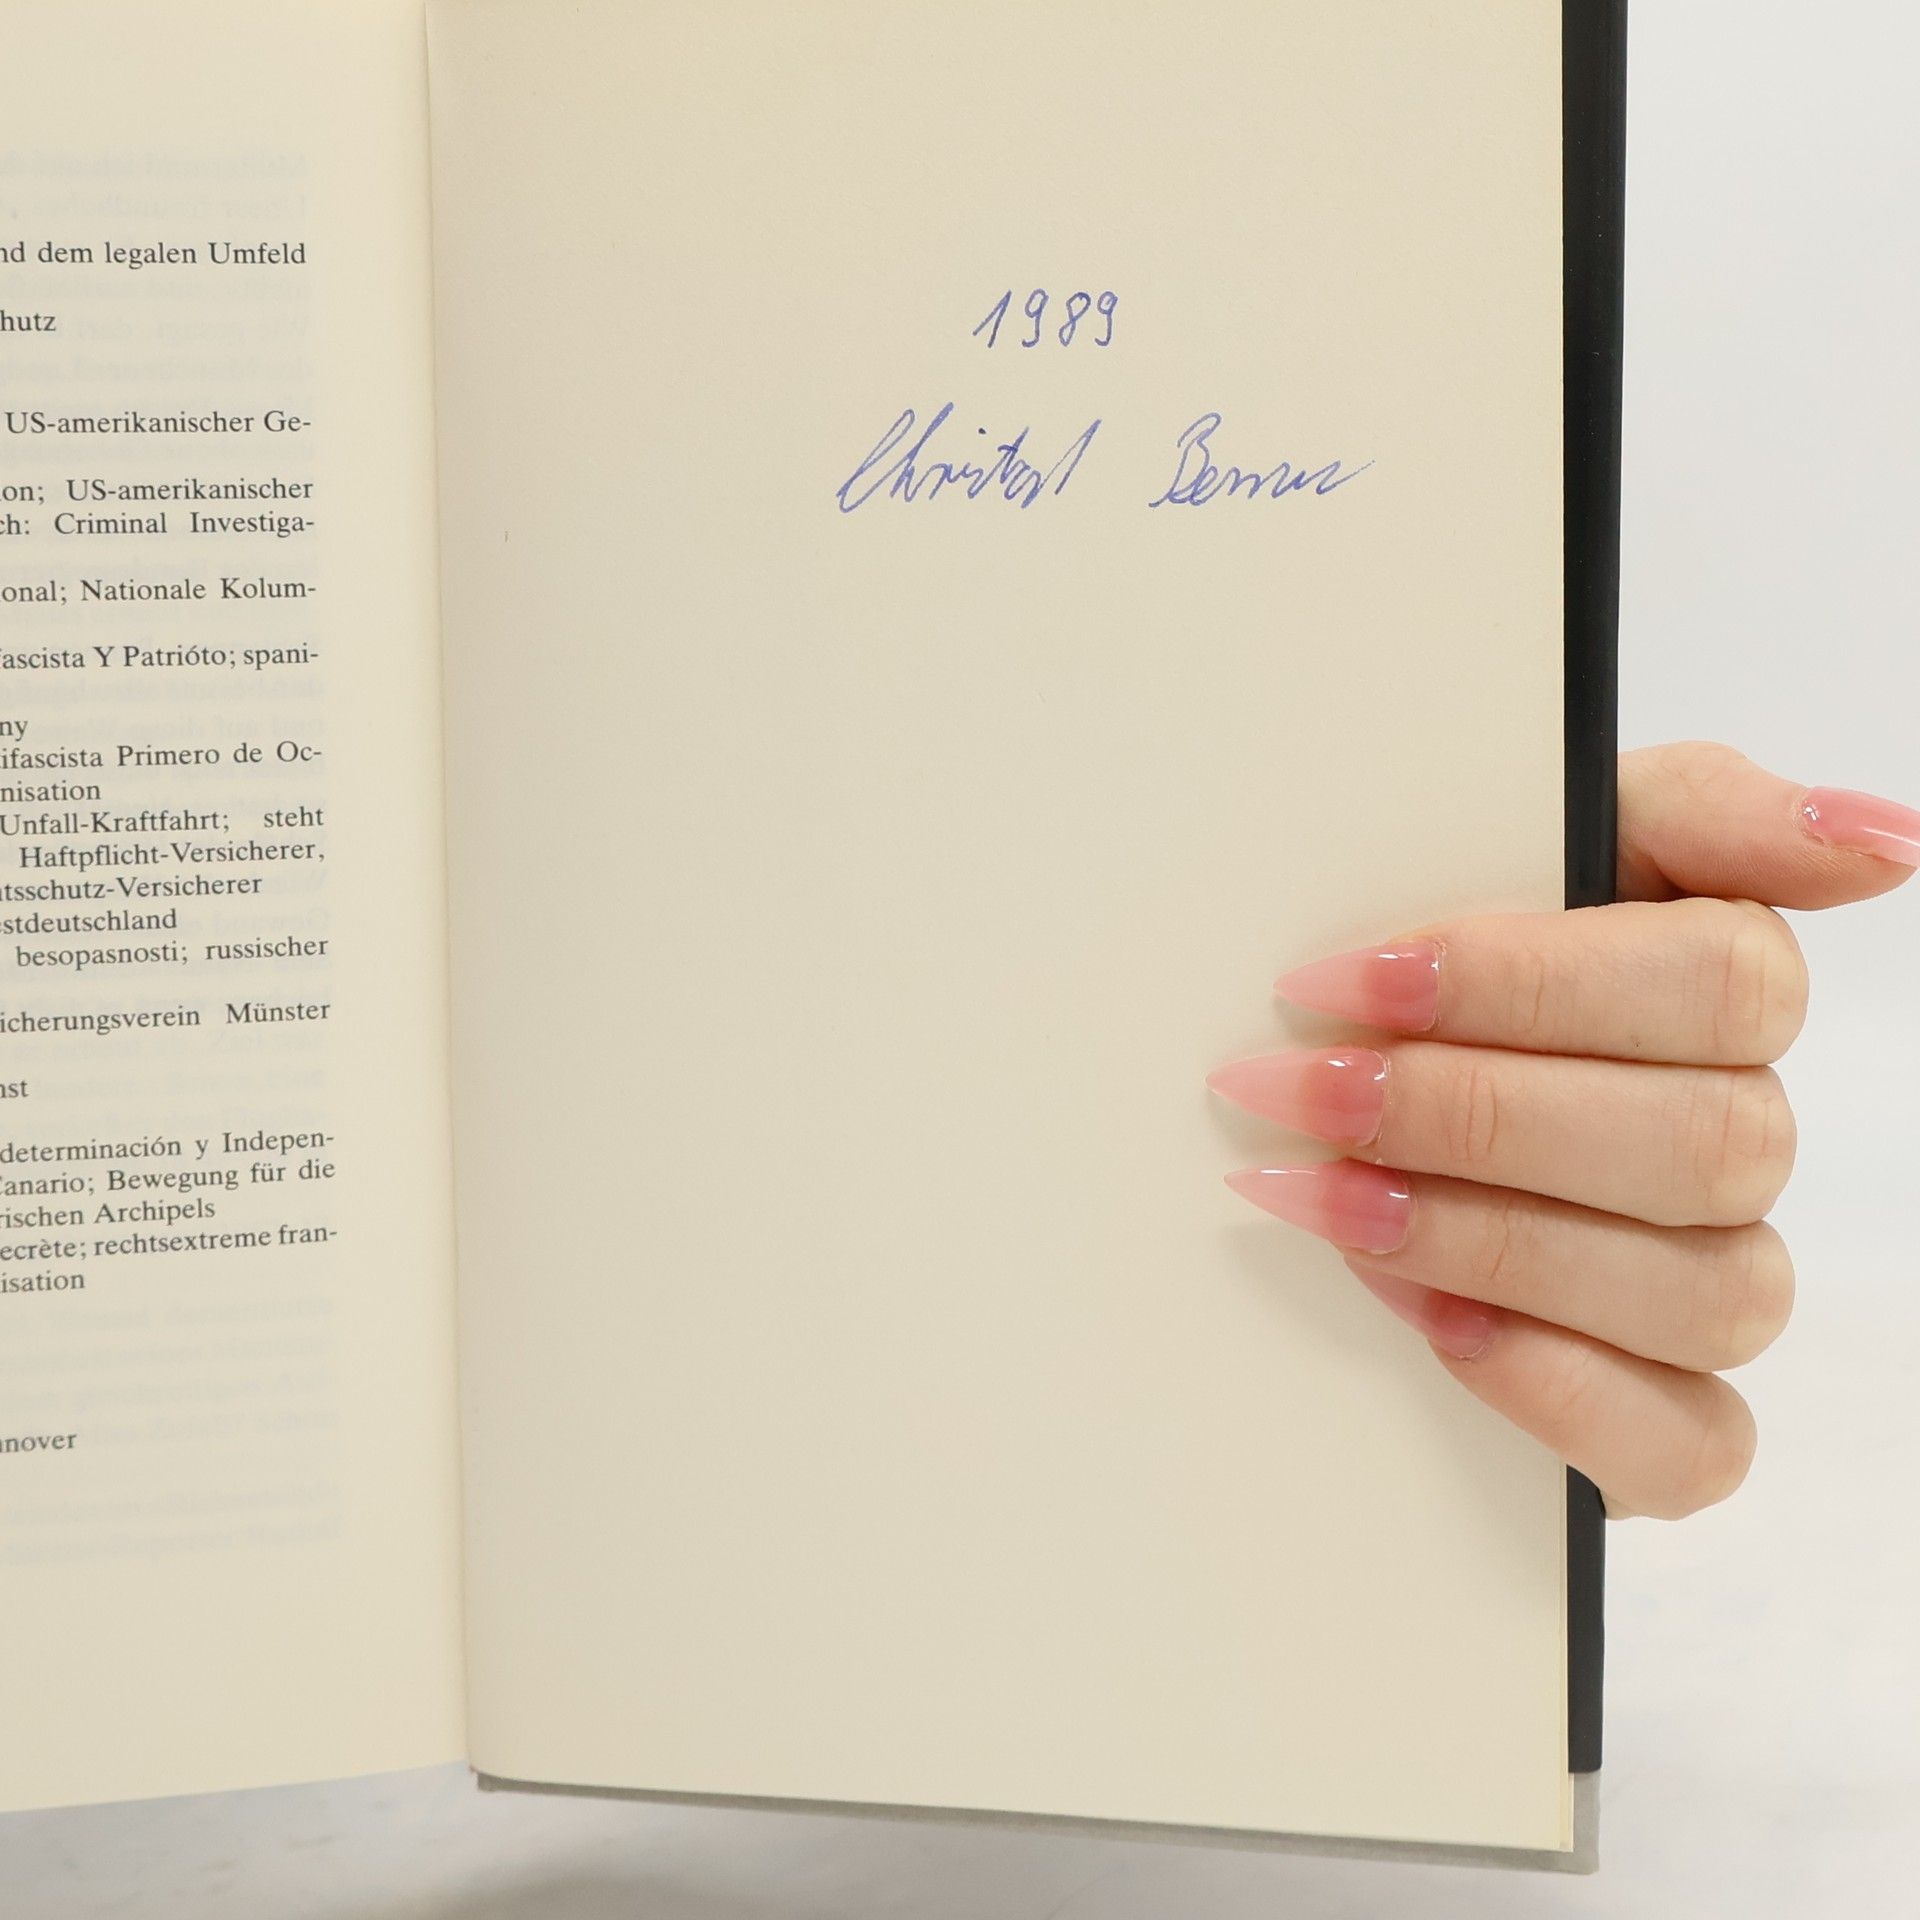 nd dem legalen Umfeld
hutz
US-amerikanischer Ge-
on; US-amerikanischer
ch: Criminal Investiga-
onal; Nationale Kolum-
fascista Y Patrióto; spani-
ny
ifascista Primero de Oc-
nisation
Unfall-Kraftfahrt; steht
Haftpflicht-Versicherer,
tsschutz-Versicherer
stdeutschland
besopasnosti; russischer
icherungsverein Münster
nst
determinación y Indepen-
Canario; Bewegung für die
rischen Archipels
ecrète; rechtsextreme fran-
isation
nover
1989
Christoph